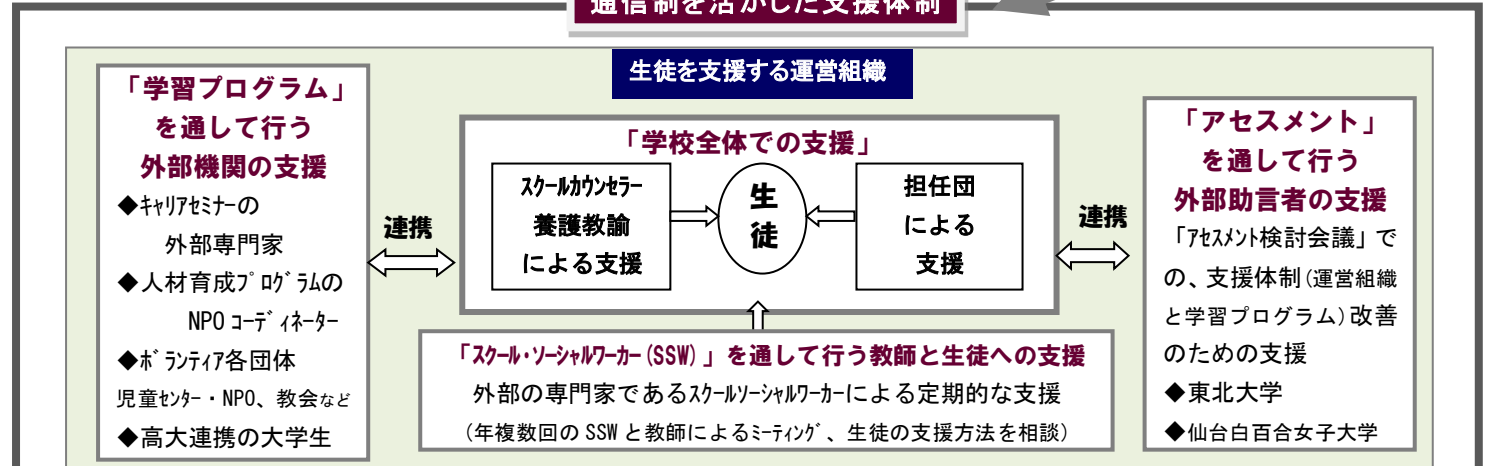 通信制を活かした支援体制
生徒を支援する運営組織
「学習プログラム」
を通して行う
外部機関の支援
◆ｷｬﾘｱｾﾐﾅｰの
外部専門家
◆人材育成ﾌﾟﾛｸﾞﾗﾑの
NPO ｺｰﾃﾞｨﾈｰﾀｰ
◆ﾎﾞﾗﾝﾃｨｱ各団体
児童ｾﾝﾀｰ・NPO、教会など
◆高大連携の大学生
連携
「学校全体での支援」
ｽｸｰﾙｶｳﾝｾﾗｰ
養護教諭
による支援
生
徒
担任団
による
支援
「ｽｸｰﾙ・ｿｰｼｬﾙﾜｰｶｰ(SSW)」を通して行う教師と生徒への支援
外部の専門家であるｽｸｰﾙｿｰｼｬﾙﾜｰｶｰによる定期的な支援
(年複数回の SSW と教師によるﾐｰﾃｨﾝｸﾞ、生徒の支援方法を相談)
連携
「アセスメント」
を通して行う
外部助言者の支援
「ｱｾｽﾒﾝﾄ検討会議」で
の、支援体制(運営組織
と学習プログラム)改善
のための支援
◆東北大学
◆仙台白百合女子大学